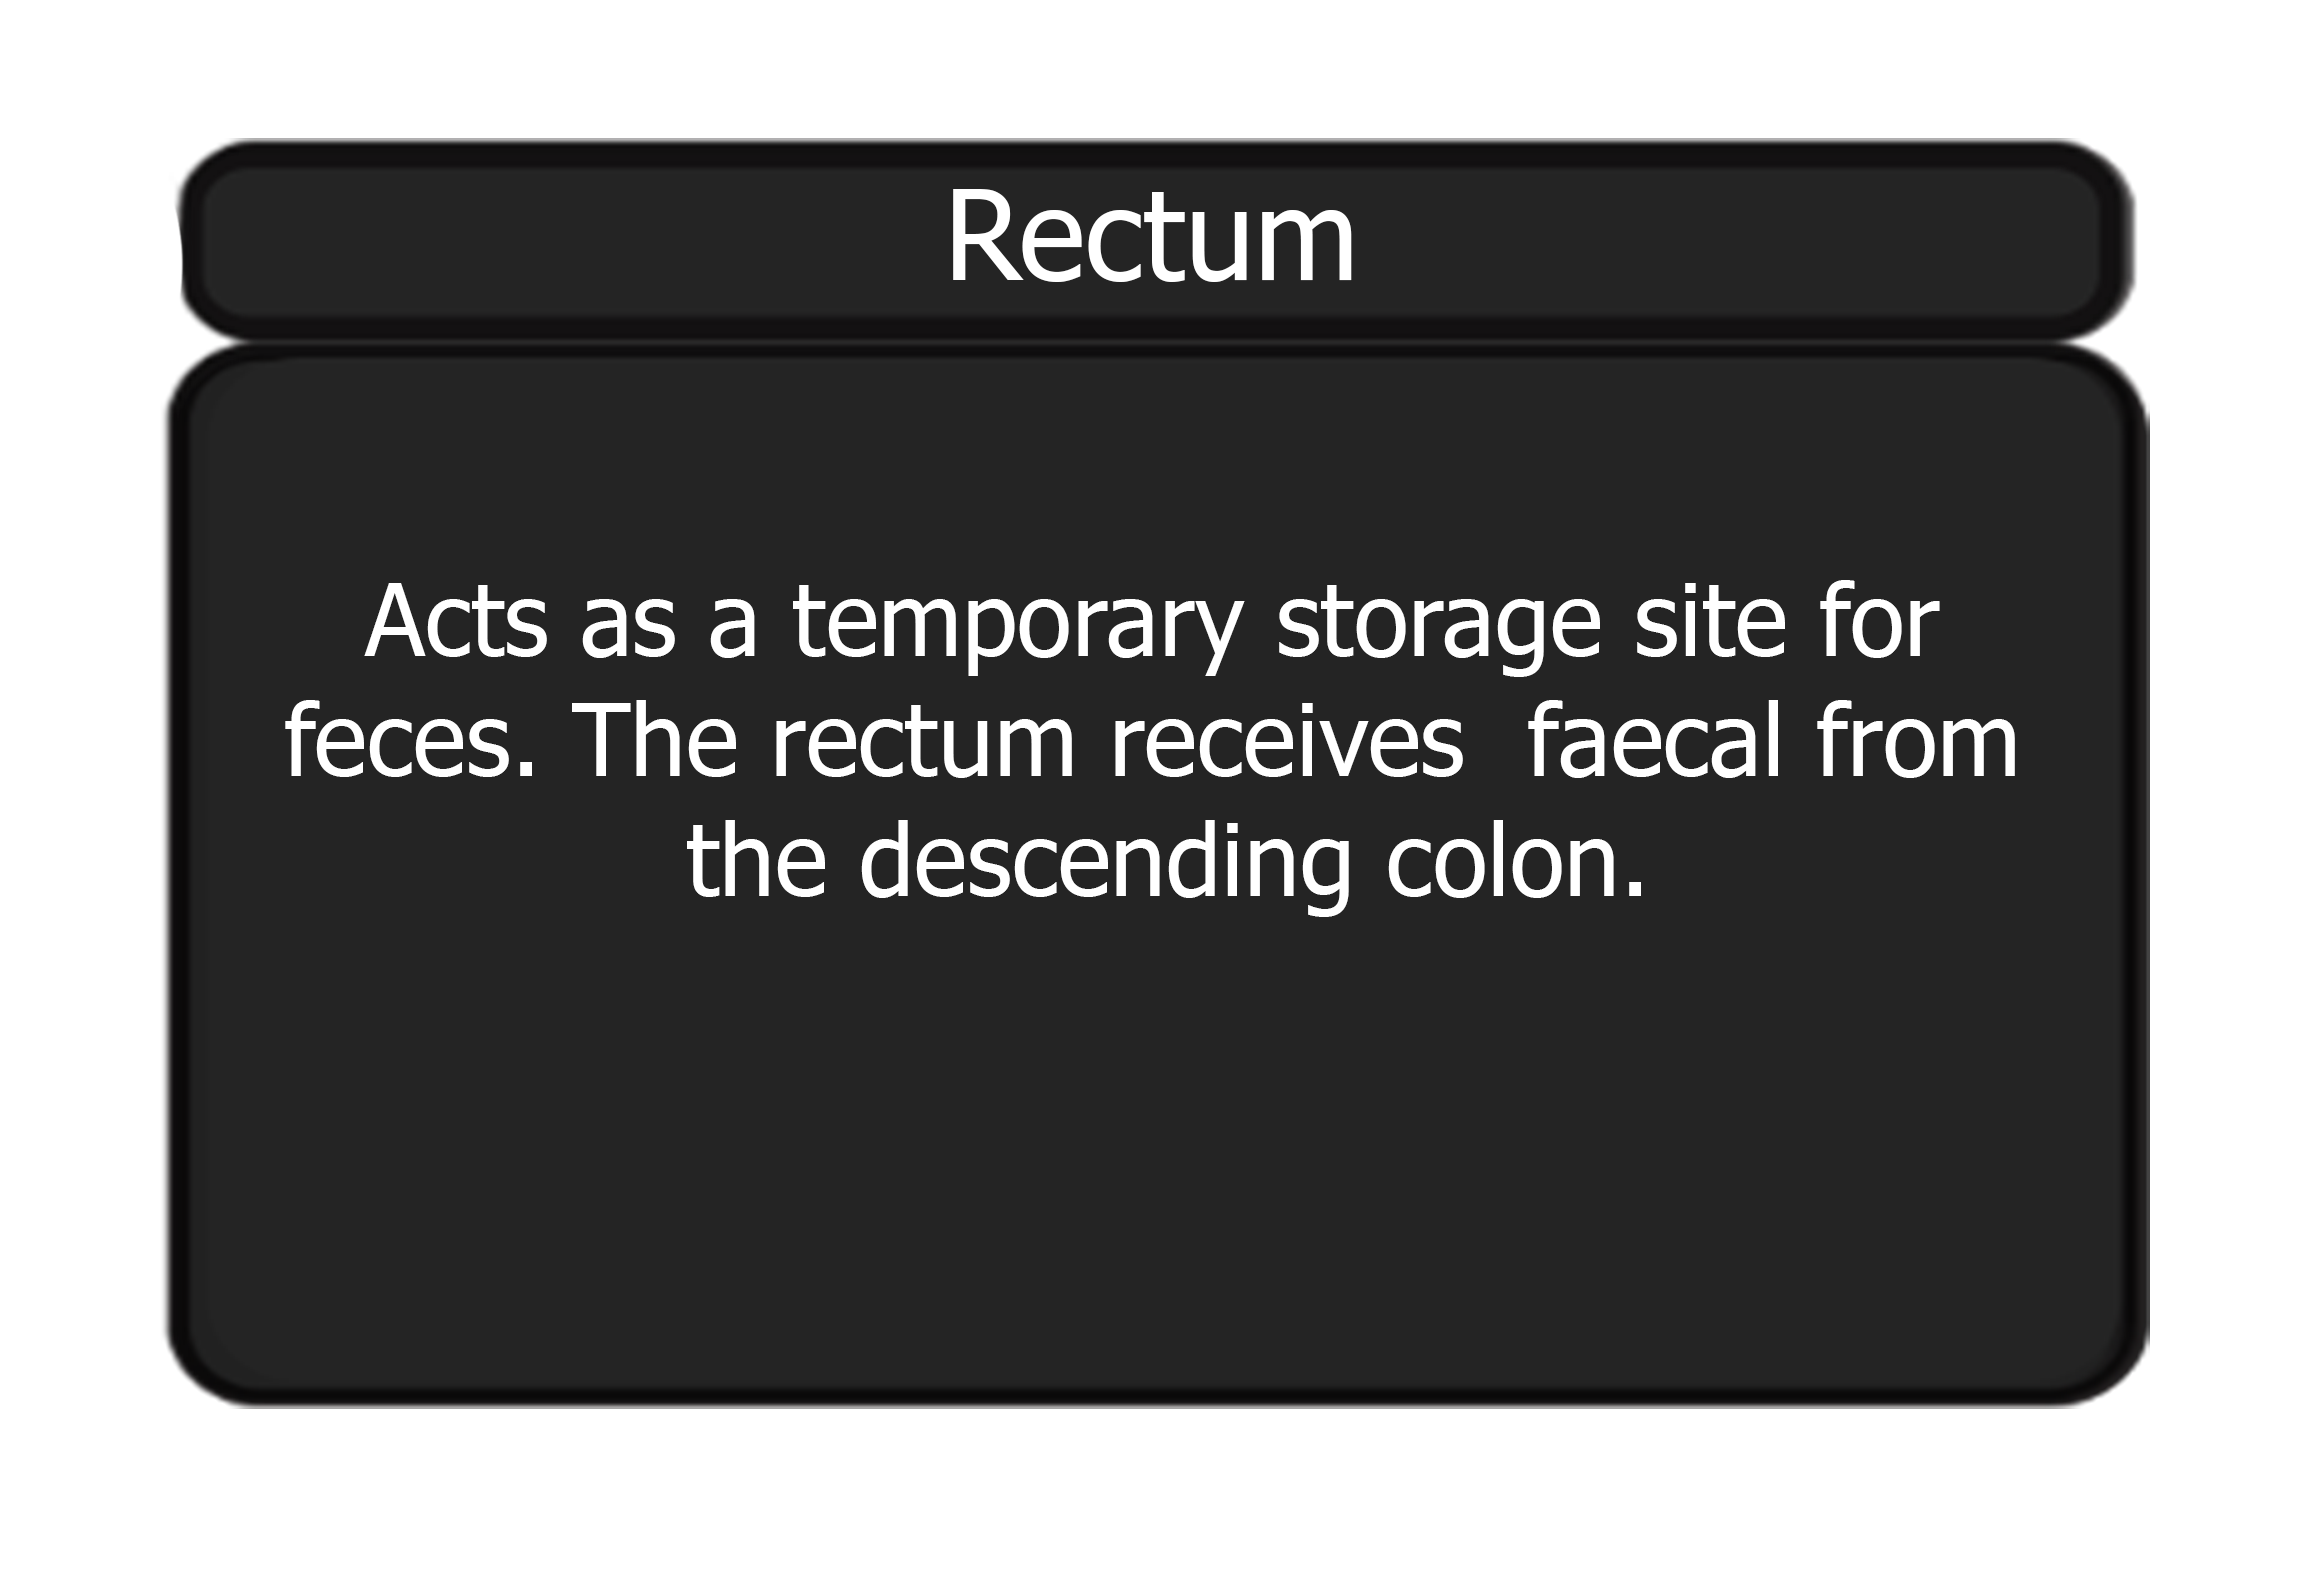 Rectum
Acts as a temporary storage site for
feces. The rectum receives  faecal from
the descending colon.